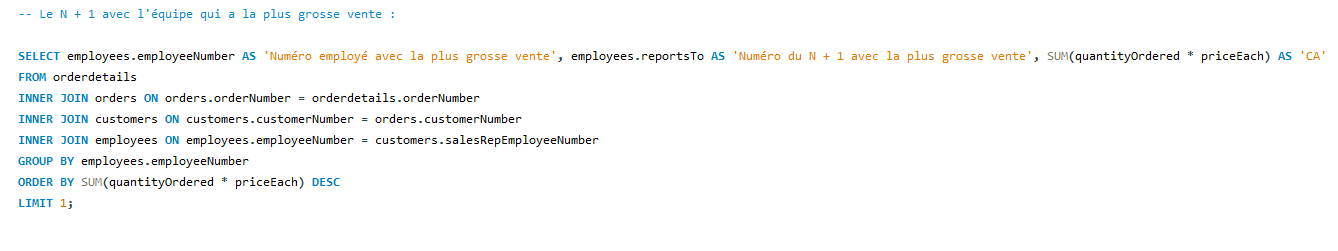 -- Le N + 1 avec l'équipe qui a la plus grosse vente :
SELECT employees.employeeNumber AS 'Numéro employé avec la plus grosse vente', employees.reportsTo AS 'Numéro du N + 1 avec la plus grosse vente', SUM(quantityOrdered * priceEach) AS 'CA'
FROM orderdetails
INNER JOIN orders ON orders.orderNumber = orderdetails.orderNumber
INNER JOIN customers ON customers.customerNumber = orders.customerNumber
INNER JOIN employees ON employees.employeeNumber = customers.salesRepEmployeeNumber
GROUP BY employees.employeeNumber
ORDER BY SUM(quantityOrdered * priceEach) DESC
LIMIT 1;